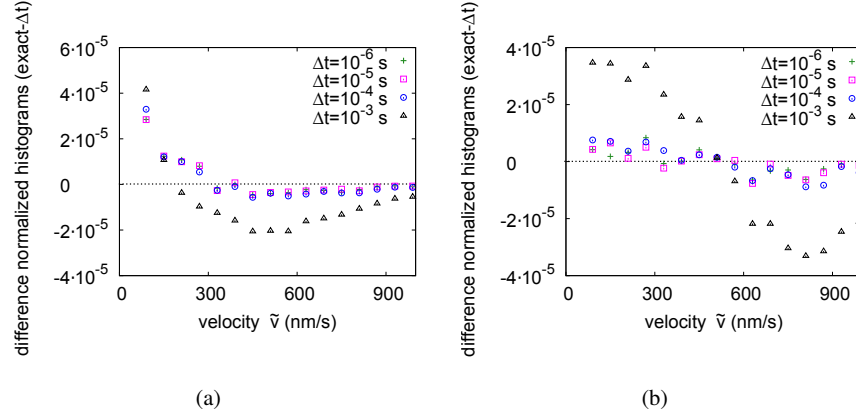 difference normalized histograms (exact-Δt)
6·10⁻⁵
4·10⁻⁵
2·10⁻⁵
0
-2·10⁻⁵
-4·10⁻⁵
0 300 600 900
velocity ṽ (nm/s)
Δt=10⁻⁶ s
Δt=10⁻⁵ s
Δt=10⁻⁴ s
Δt=10⁻³ s
(a)
difference normalized histograms (exact-Δt)
4·10⁻⁵
2·10⁻⁵
0
-2·10⁻⁵
-4·10⁻⁵
0 300 600 900
velocity ṽ (nm/s)
Δt=10⁻⁶ s
Δt=10⁻⁵ s
Δt=10⁻⁴ s
Δt=10⁻³ s
(b)